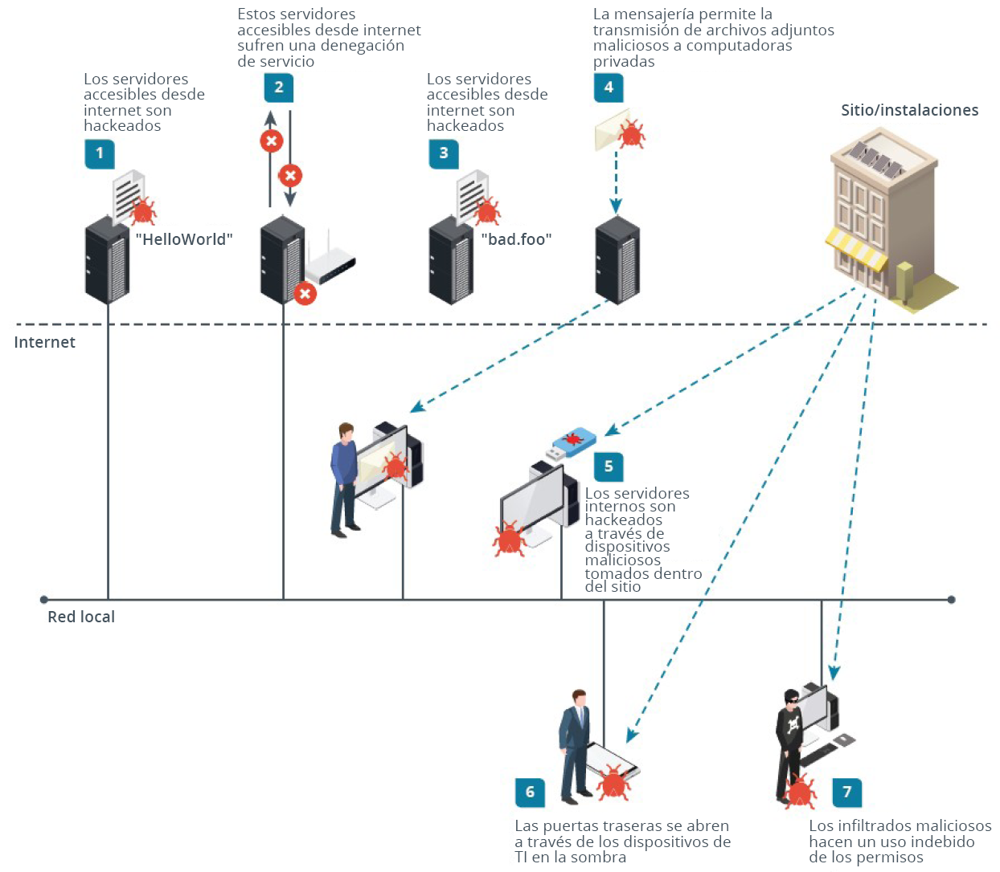 Estos servidores
accesibles desde internet
sufren una denegación
de servicio
La mensajería permite la
transmisión de archivos adjuntos
maliciosos a computadoras
privadas
Los servidores
accesibles desde
internet son
hackeados
2
Los servidores
accesibles desde
internet son
hackeados
4
Sitio/instalaciones
1
3
"HelloWorld"
"bad.foo"
Internet
5
Los servidores
internos son
hackeados
a través de
dispositivos
maliciosos
tomados dentro
del sitio
Red local
6
7
Las puertas traseras se abren
a través de los dispositivos de
TI en la sombra
Los infiltrados maliciosos
hacen un uso indebido
de los permisos